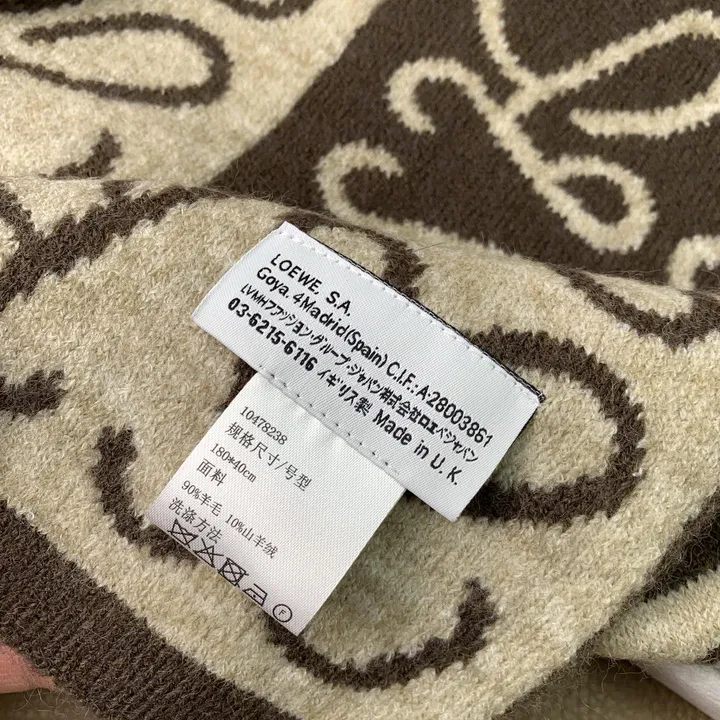 LOEWE, S.A.
Goya. 4Madrid(Spain) C.I.F.:A-28003861
LVMHファッション・グループ・ジャパン株式会社ロエベジャパン
03-6215-6116 イギリス製 Made in U.K.
10478238
规格尺寸/号型
180*40cm
面料
90%羊毛 10%山羊绒
洗涤方法
F